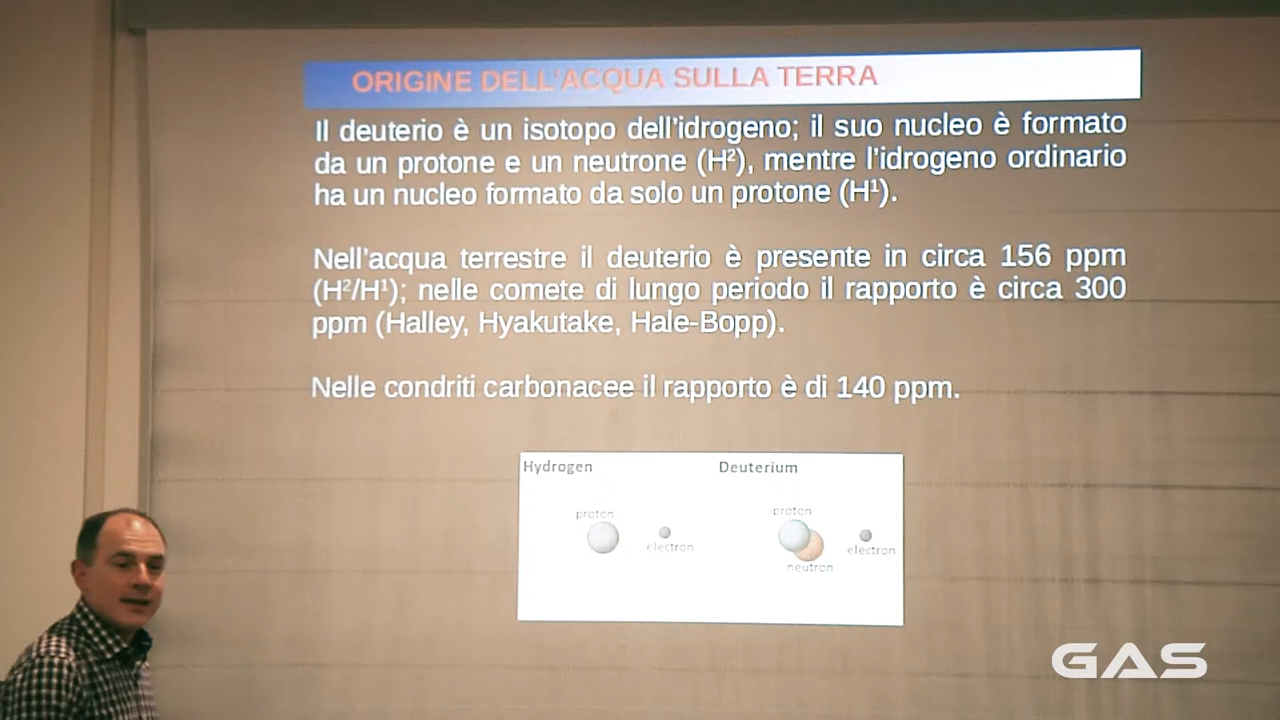 ORIGINE DELL'ACQUA SULLA TERRA
Il deuterio è un isotopo dell'idrogeno; il suo nucleo è formato
da un protone e un neutrone (H²), mentre l'idrogeno ordinario
ha un nucleo formato da solo un protone (H¹).
Nell'acqua terrestre il deuterio è presente in circa 156 ppm
(H²/H¹); nelle comete di lungo periodo il rapporto è circa 300
ppm (Halley, Hyakutake, Hale-Bopp).
Nelle condriti carbonacee il rapporto è di 140 ppm.
Hydrogen
Deuterium
proton
electron
proton
electron
neutron
GAS